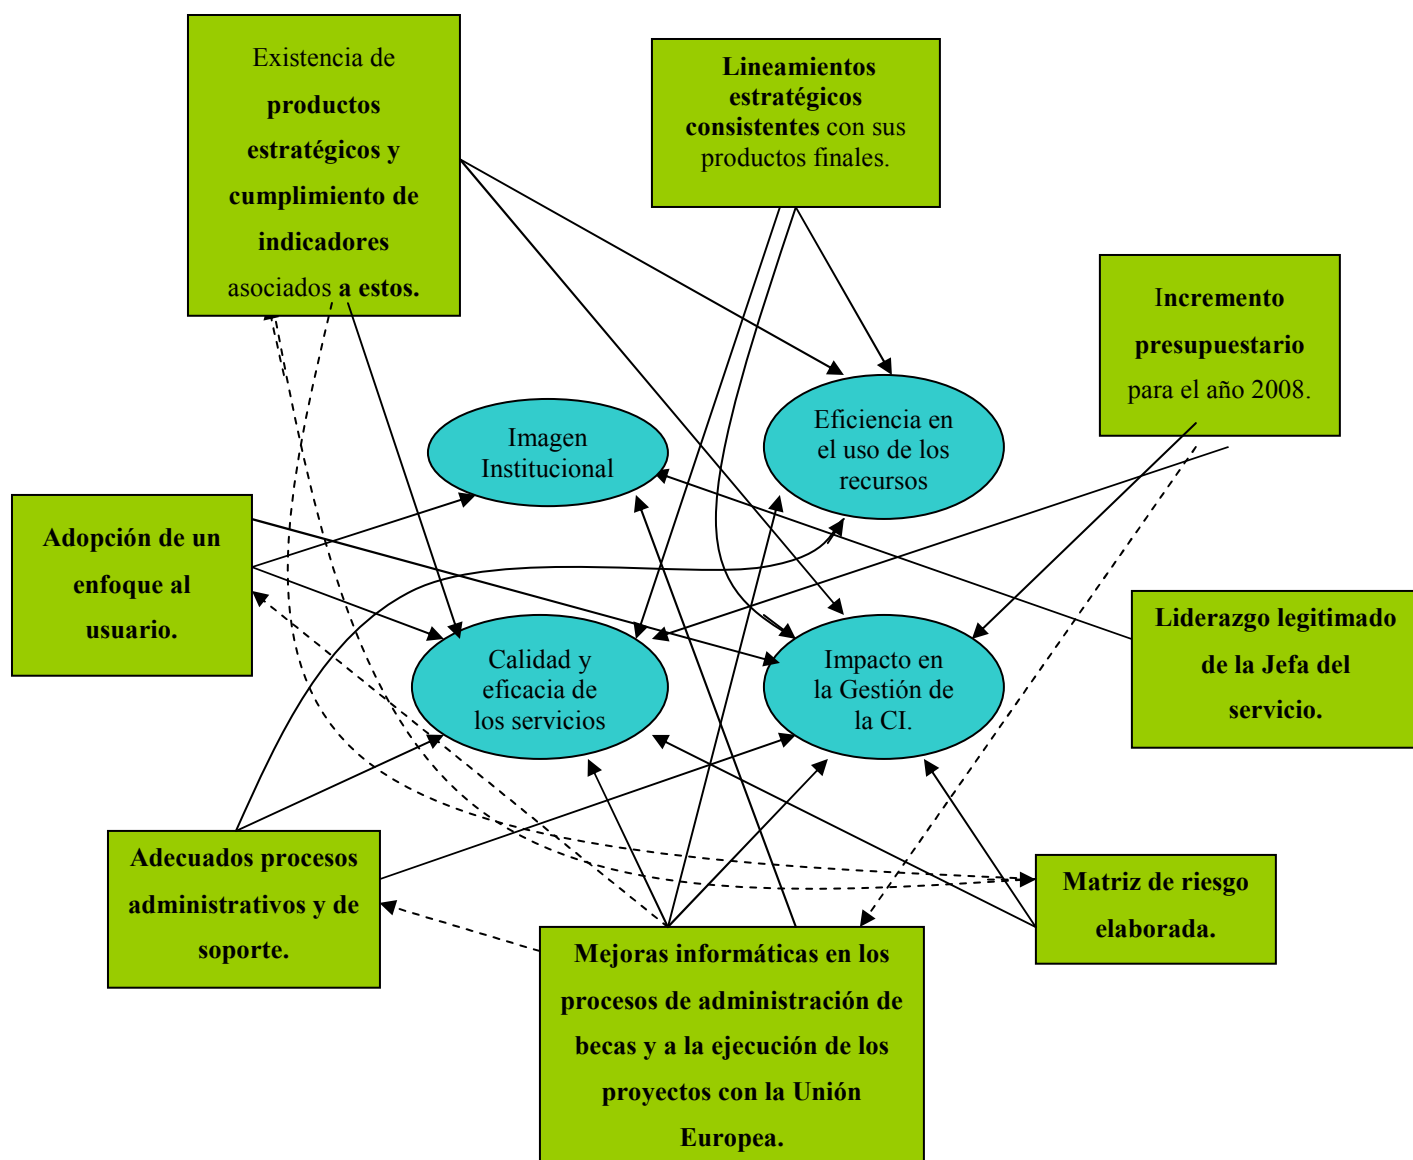 Existencia de
productos
estratégicos y
cumplimiento de
indicadores
asociados a estos.
Lineamientos
estratégicos
consistentes con sus
productos finales.
Incremento
presupuestario
para el año 2008.
Imagen
Institucional
Eficiencia en
el uso de los
recursos
Adopción de un
enfoque al
usuario.
Liderazgo legitimado
de la Jefa del
servicio.
Calidad y
eficacia de
los servicios
Impacto en
la Gestión de
la CI.
Adecuados procesos
administrativos y de
soporte.
Matriz de riesgo
elaborada.
Mejoras informáticas en los
procesos de administración de
becas y a la ejecución de los
proyectos con la Unión
Europea.